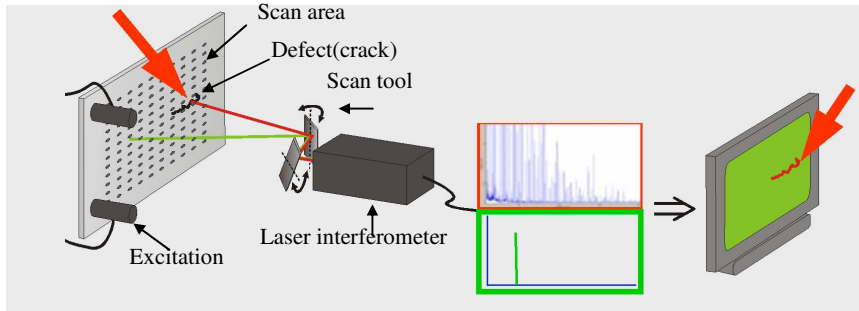 Scan area
Defect(crack)
Scan tool
Laser interferometer
Excitation